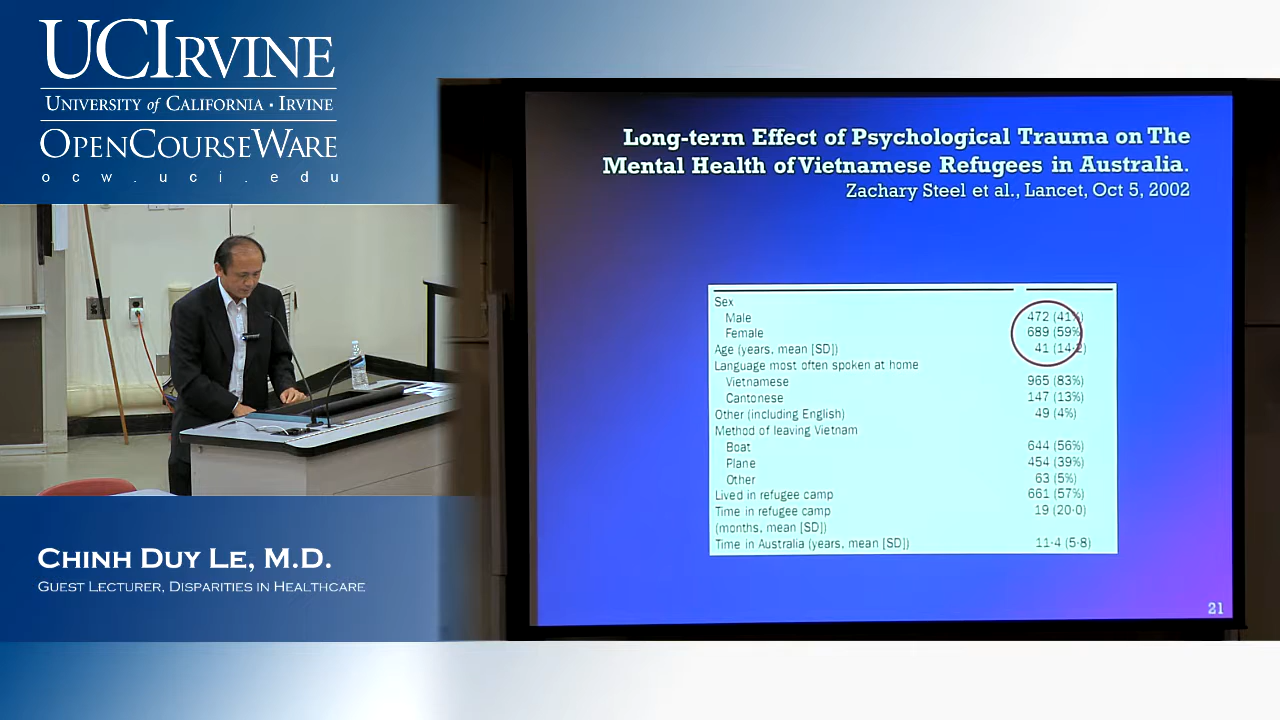 UCIRVINE
UNIVERSITY of CALIFORNIA • IRVINE
OPENCOURSEWARE
ocw.uci.edu
Long-term Effect of Psychological Trauma on The
Mental Health of Vietnamese Refugees in Australia.
Zachary Steel et al., Lancet, Oct 5, 2002
Sex
Male 472 (41%)
Female 689 (59%)
Age (years, mean [SD]) 41 (14·2)
Language most often spoken at home
Vietnamese 965 (83%)
Cantonese 147 (13%)
Other (including English) 49 (4%)
Method of leaving Vietnam
Boat 644 (56%)
Plane 454 (39%)
Other 63 (5%)
Lived in refugee camp 661 (57%)
Time in refugee camp 19 (20·0)
(months, mean [SD])
Time in Australia (years, mean [SD]) 11·4 (5·8)
21
CHINH DUY LE, M.D.
GUEST LECTURER, DISPARITIES IN HEALTHCARE